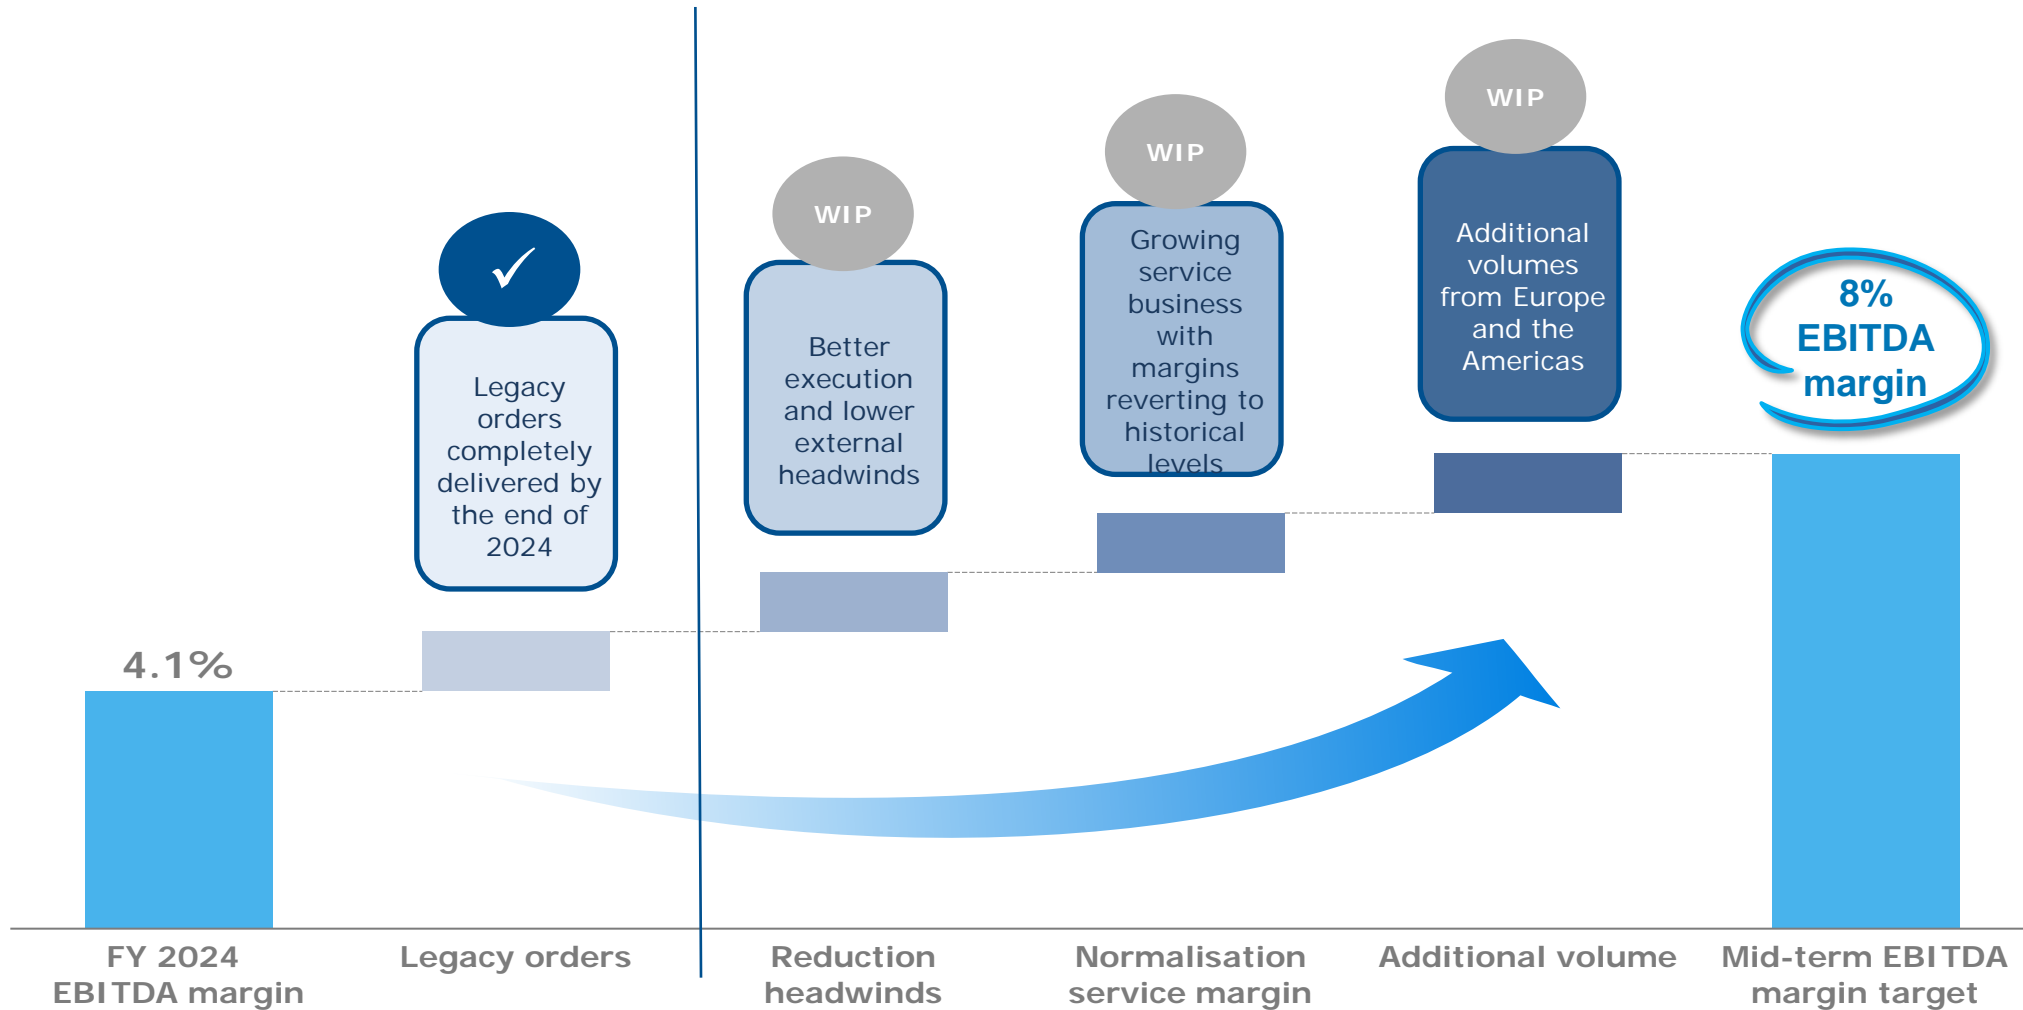 ✓
Legacy
orders
completely
delivered by
the end of
2024
WIP
Better
execution
and lower
external
headwinds
WIP
Growing
service
business
with
margins
reverting to
historical
levels
WIP
Additional
volumes
from Europe
and the
Americas
8%
EBITDA
margin
4.1%
FY 2024
EBITDA margin
Legacy orders
Reduction
headwinds
Normalisation
service margin
Additional volume
Mid-term EBITDA
margin target